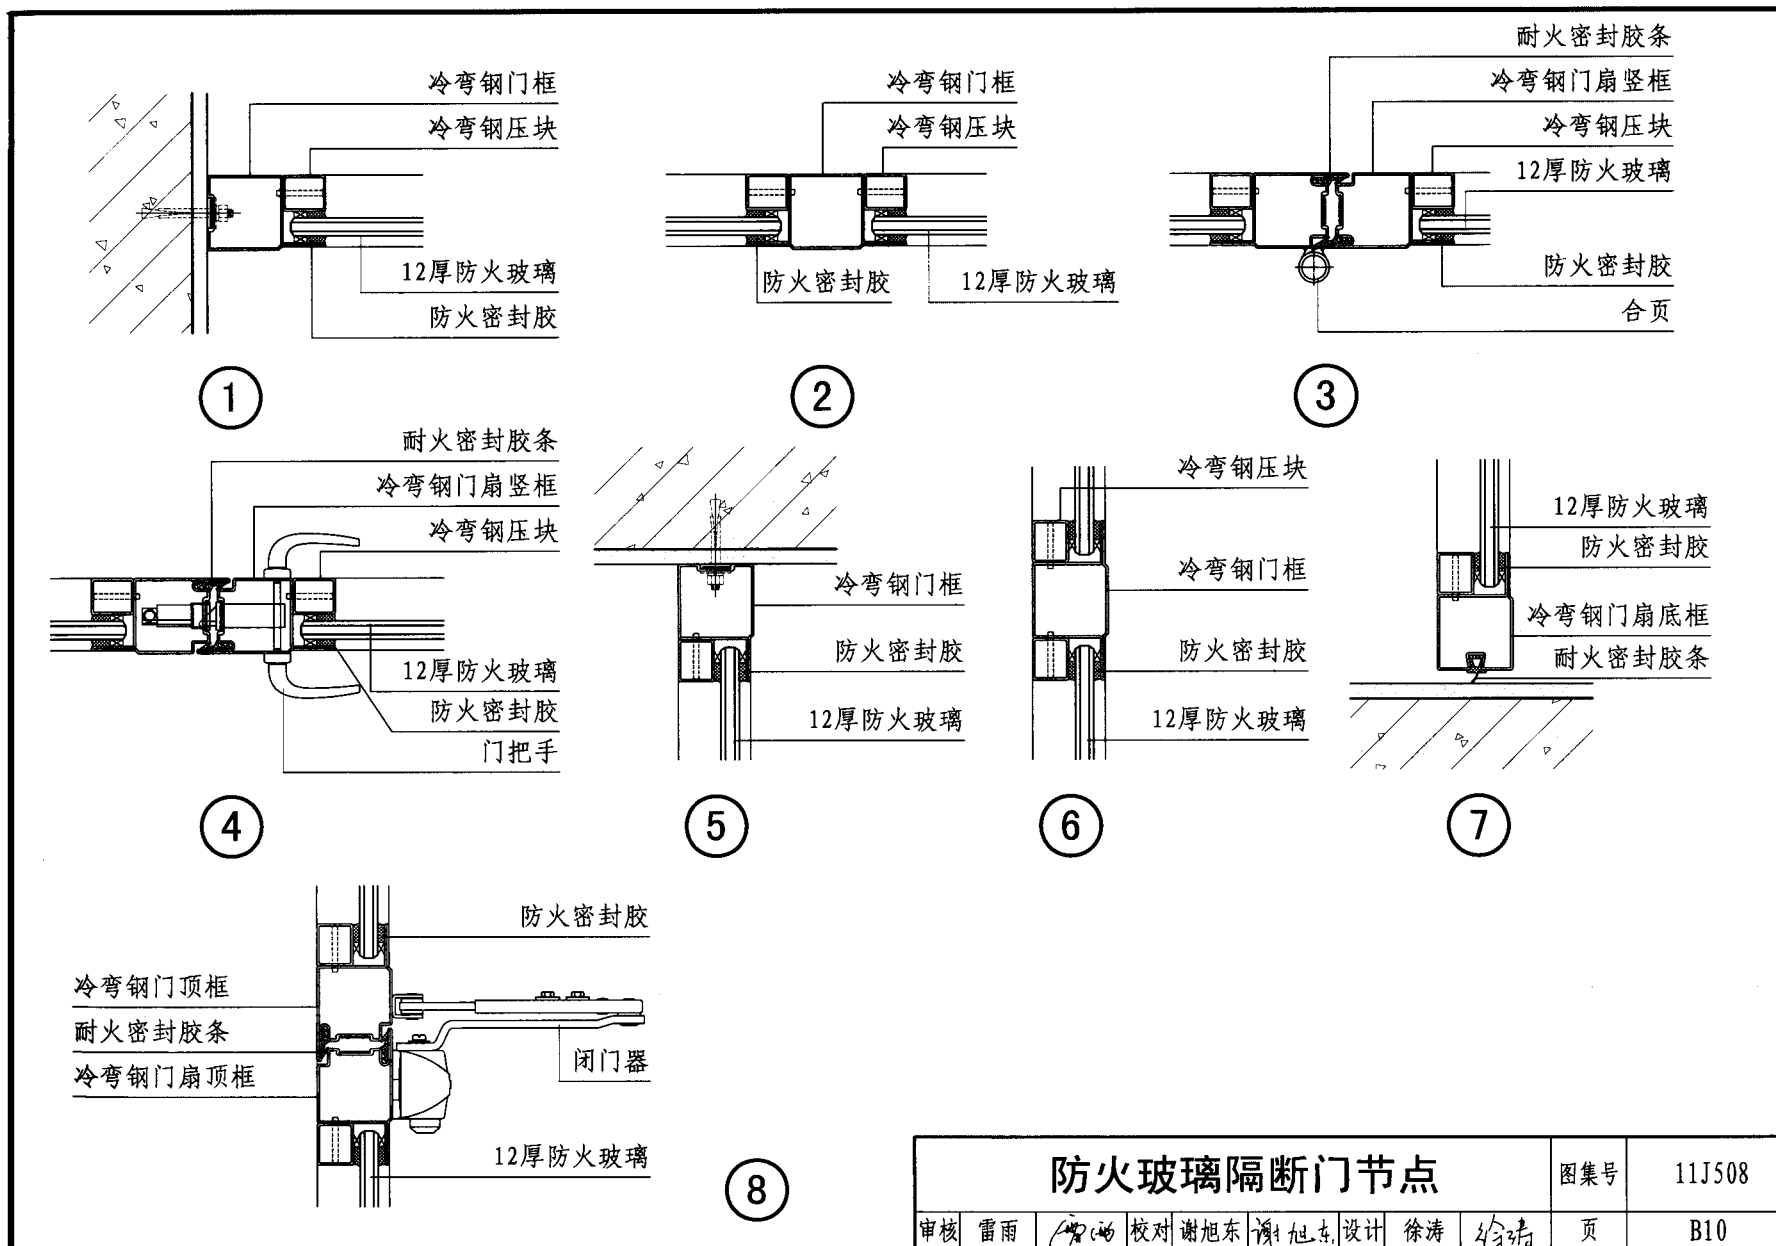 冷弯钢门框
冷弯钢压块
12厚防火玻璃
防火密封胶
1
冷弯钢门框
冷弯钢压块
防火密封胶
12厚防火玻璃
2
耐火密封胶条
冷弯钢门扇竖框
冷弯钢压块
12厚防火玻璃
防火密封胶
合页
3
耐火密封胶条
冷弯钢门扇竖框
冷弯钢压块
12厚防火玻璃
防火密封胶
门把手
4
冷弯钢门框
防火密封胶
12厚防火玻璃
5
冷弯钢压块
冷弯钢门框
防火密封胶
12厚防火玻璃
6
12厚防火玻璃
防火密封胶
冷弯钢门扇底框
耐火密封胶条
7
防火密封胶
冷弯钢门顶框
耐火密封胶条
冷弯钢门扇顶框
闭门器
12厚防火玻璃
8
防火玻璃隔断门节点 图集号 11J508
审核 雷雨 校对 谢旭东 谢旭东 设计 徐涛 徐涛 页 B10